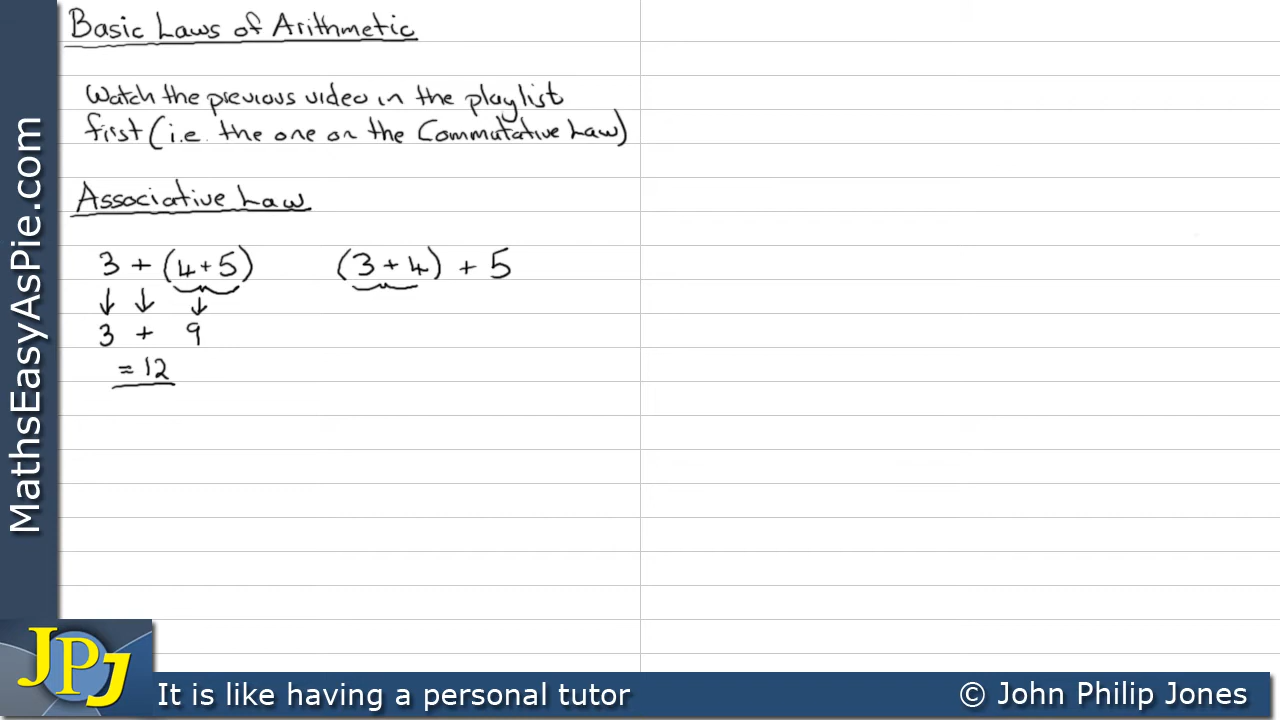 Basic Laws of Arithmetic
Watch the previous video in the playlist
first (i.e. the one on the Commutative Law)
Associative Law
3 + (4+5) (3+4) + 5
↓ ↓ ↓
3 + 9
= 12
MathsEasyAsPie.com
JPJ
It is like having a personal tutor
© John Philip Jones